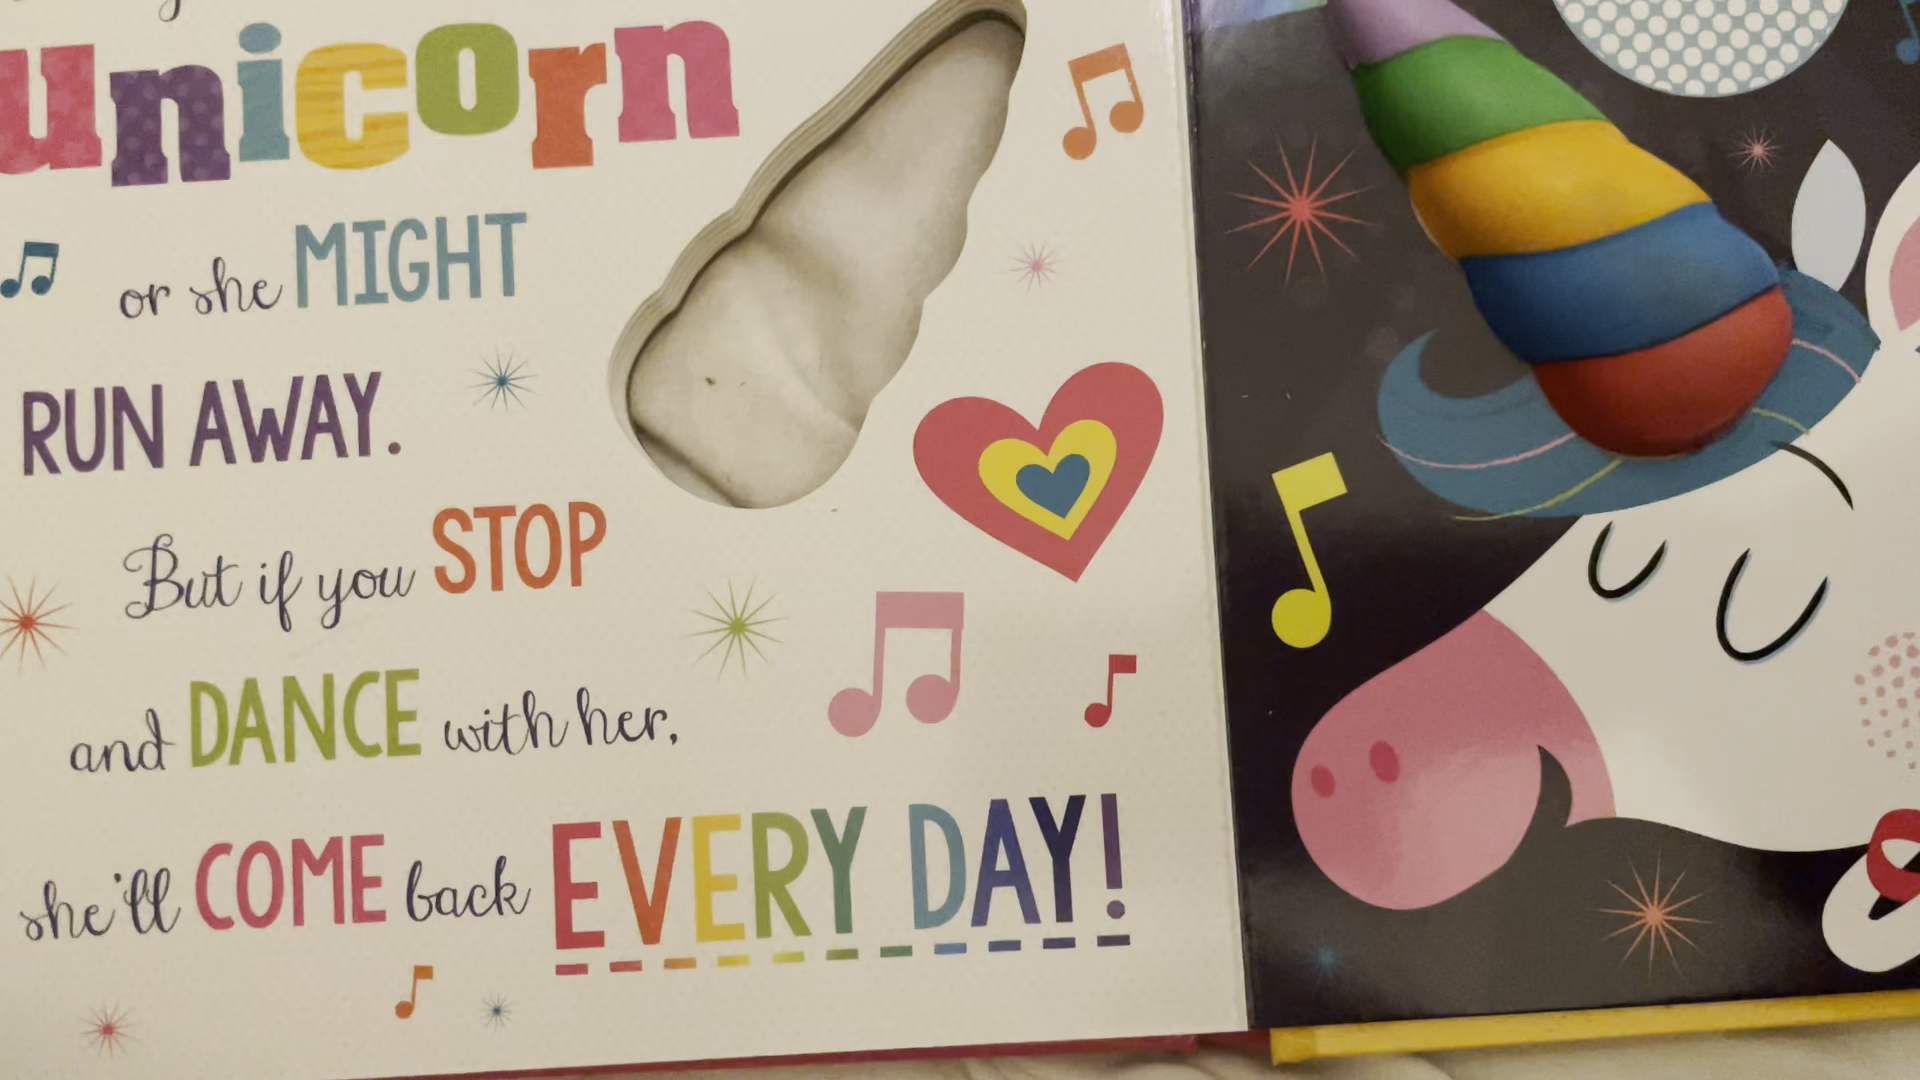 unicorn
or she MIGHT
RUN AWAY.
But if you STOP
and DANCE with her,
she'll COME back EVERY DAY!